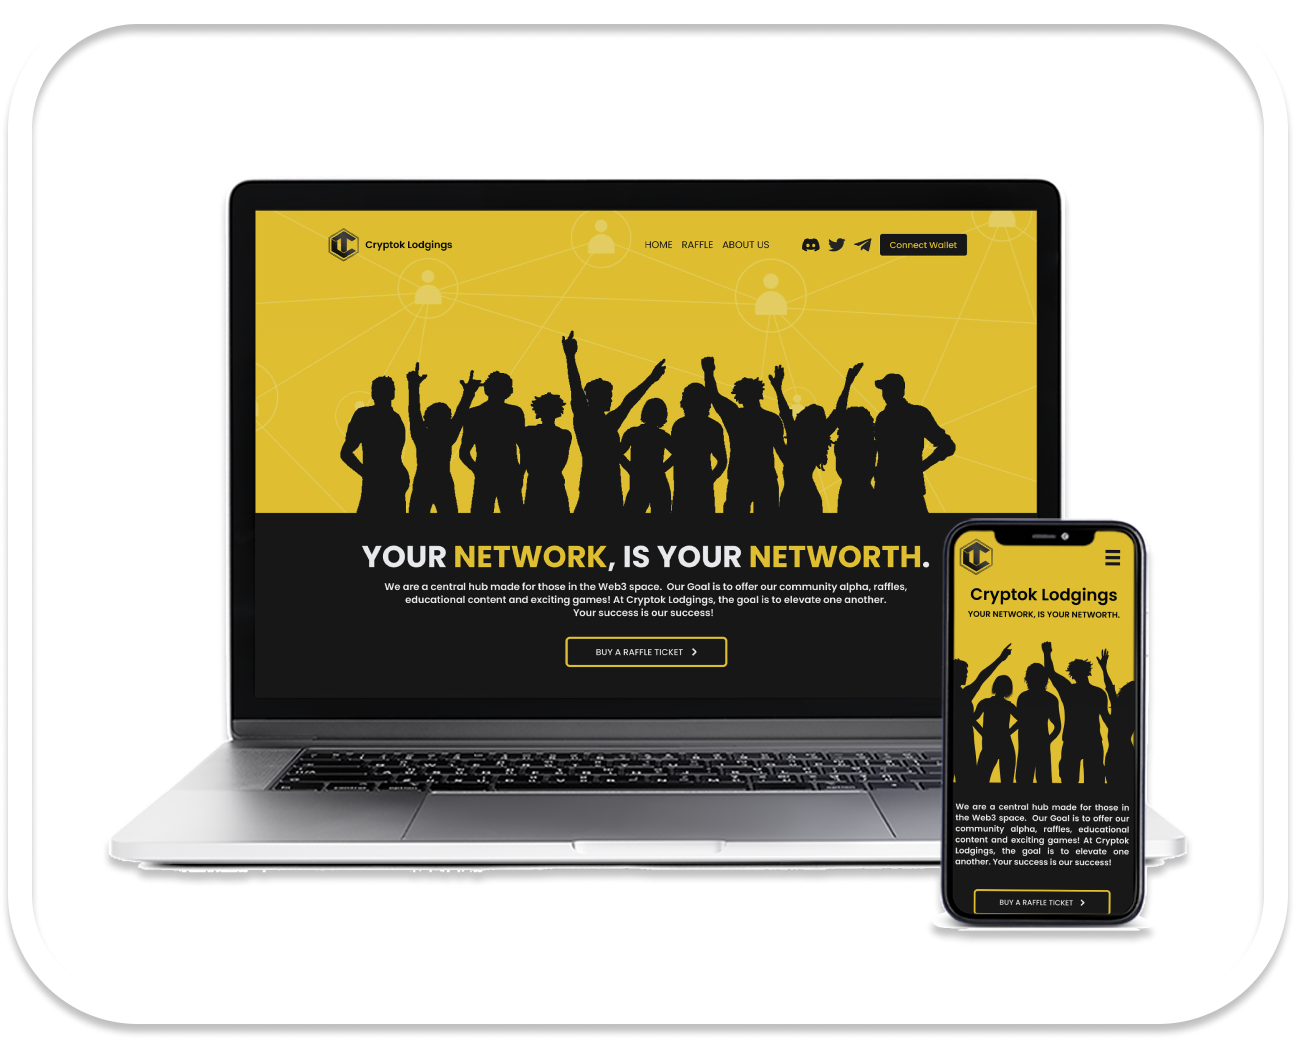 Cryptok Lodgings
HOME RAFFLE ABOUT US
Connect Wallet
YOUR NETWORK, IS YOUR NETWORTH.
We are a central hub made for those in the Web3 space. Our Goal is to offer our community alpha, raffles,
educational content and exciting games! At Cryptok Lodgings, the goal is to elevate one another.
Your success is our success!
BUY A RAFFLE TICKET
Cryptok Lodgings
YOUR NETWORK, IS YOUR NETWORTH.
We are a central hub made for those in
the Web3 space. Our Goal is to offer our
community alpha, raffles, educational
content and exciting games! At Cryptok
Lodgings, the goal is to elevate one
another. Your success is our success!
BUY A RAFFLE TICKET